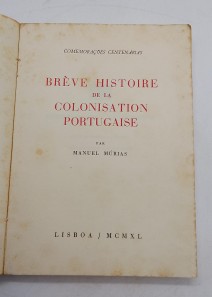 COMEMORAÇÕES CENTENÁRIAS
BRÈVE HISTOIRE
DE LA
COLONISATION
PORTUGAISE
PAR
MANUEL MÚRIAS
LISBOA / MCMXL